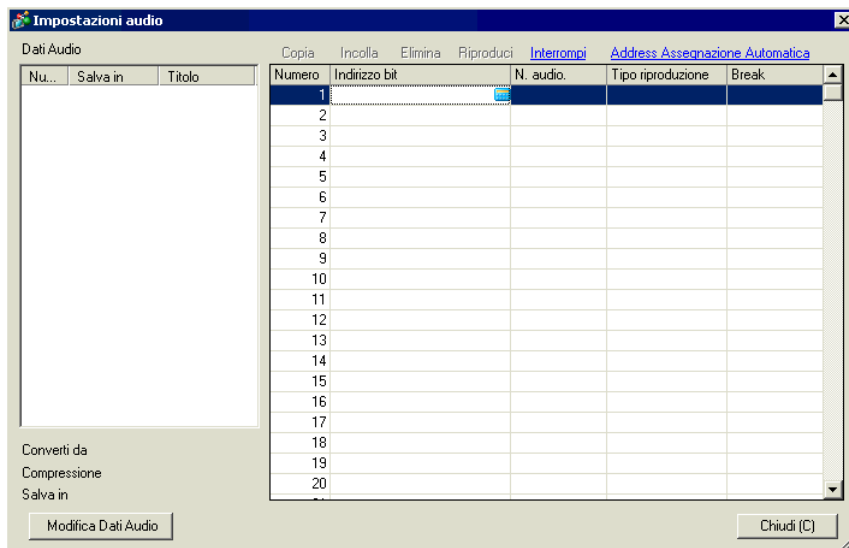 Impostazioni audio
Dati Audio
Copia Incolla Elimina Riproduci Interrompi Address Assegnazione Automatica
Nu... Salva in Titolo
Numero Indirizzo bit N. audio. Tipo riproduzione Break
1
2
3
4
5
6
7
8
9
10
11
12
13
14
15
16
17
18
19
20
Converti da
Compressione
Salva in
Modifica Dati Audio
Chiudi (C)